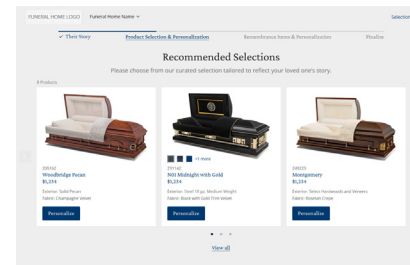 FUNERAL HOME LOGO Funeral Home Name
Selection
Their Story Product Selection & Personalization Remembrance Items & Personalization Finalize
Recommended Selections
Please choose from our curated selection tailored to reflect your loved one's story.
8 Products
+1 more
Woodbridge Pecan
$1,234
Exterior: Solid Pecan
Fabric: Champagne Velvet
Personalize
291142
N01 Midnight with Gold
$1,234
Exterior: Steel 18 ga. Medium Weight
Fabric: Black with Gold Trim Velvet
Personalize
Montgomery
$1,234
Exterior: Select Hardwoods and Veneers
Fabric: Rosetan Crepe
Personalize
View all